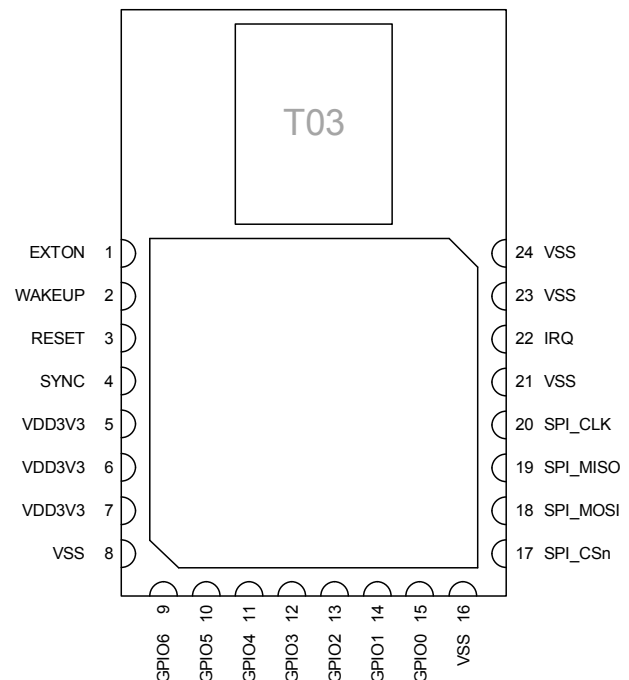 T03
EXTON 1
WAKEUP 2
RESET 3
SYNC 4
VDD3V3 5
VDD3V3 6
VDD3V3 7
VSS 8
24 VSS
23 VSS
22 IRQ
21 VSS
20 SPI_CLK
19 SPI_MISO
18 SPI_MOSI
17 SPI_CSn
GPIO6 9
GPIO5 10
GPIO4 11
GPIO3 12
GPIO2 13
GPIO1 14
GPIO0 15
VSS 16